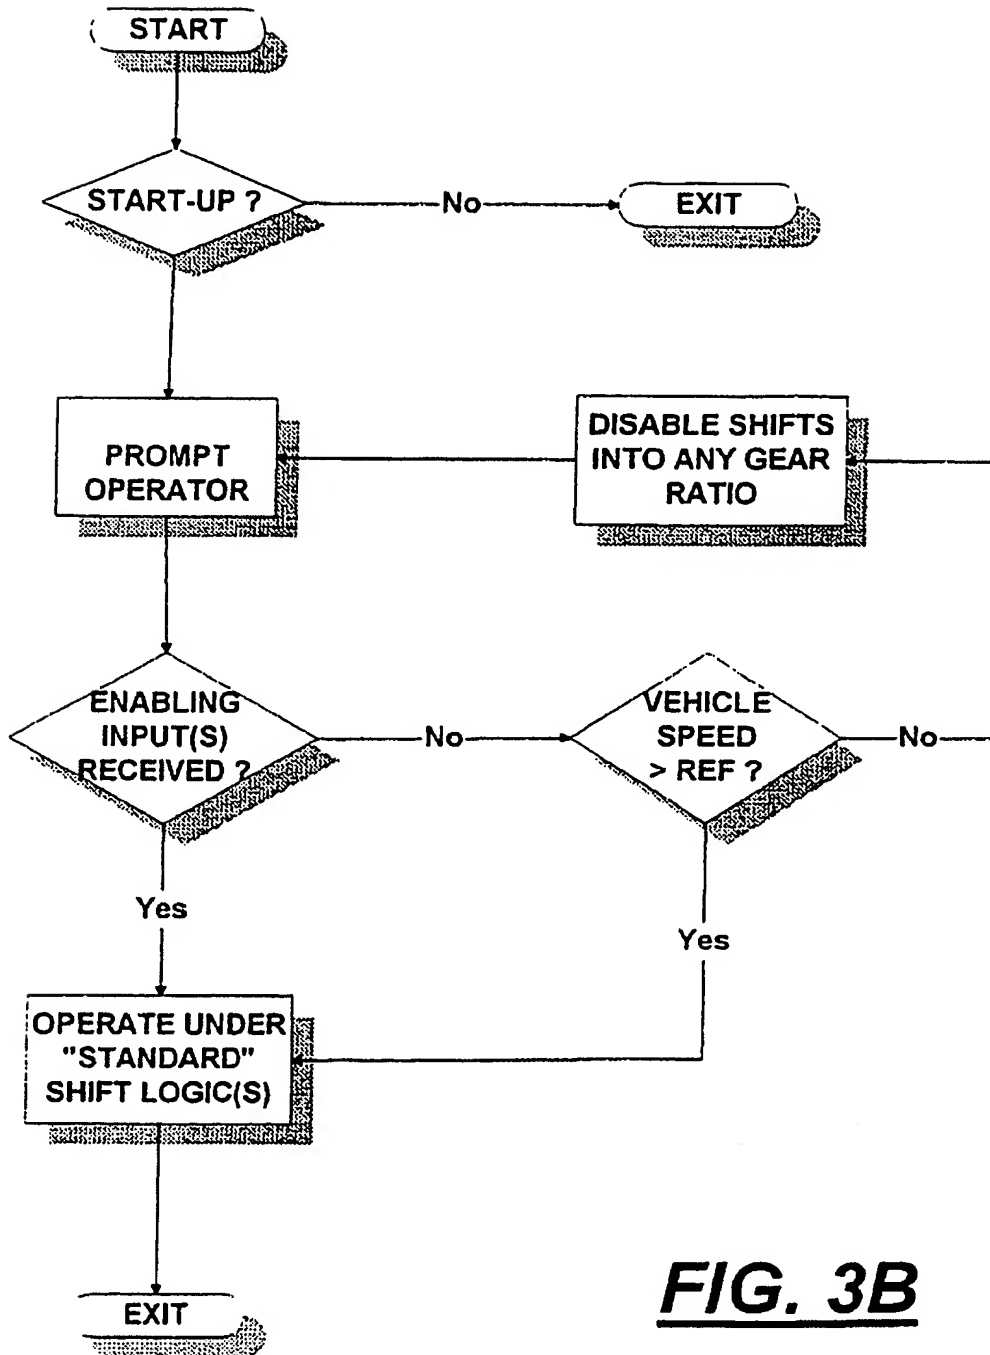 START
START-UP ?
No
EXIT
PROMPT
OPERATOR
DISABLE SHIFTS
INTO ANY GEAR
RATIO
ENABLING
INPUT(S)
RECEIVED ?
No
VEHICLE
SPEED
> REF ?
No
Yes
Yes
OPERATE UNDER
"STANDARD"
SHIFT LOGIC(S)
EXIT
FIG. 3B